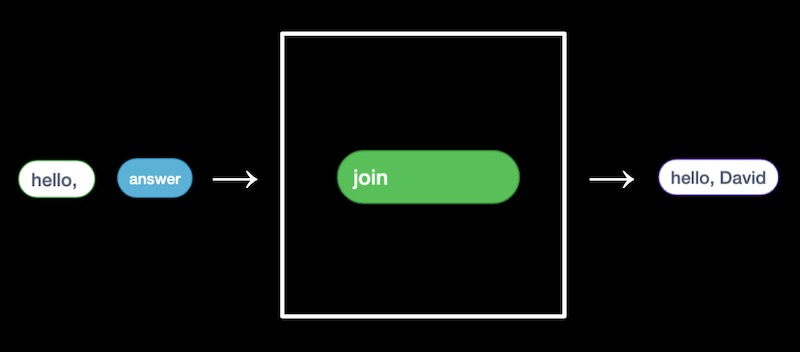 hello,
answer
join
hello, David